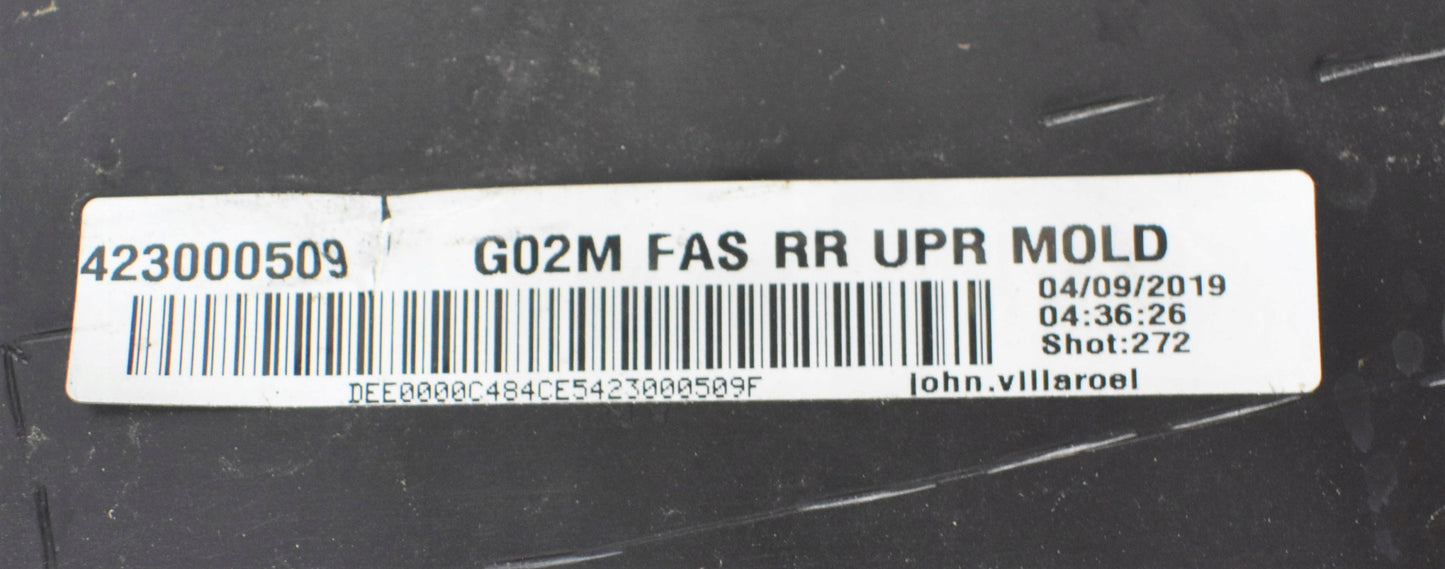 423000509 G02M FAS RR UPR MOLD
04/09/2019
04:36:26
Shot:272
DEE0000C484CE5423000509F john.villaroel